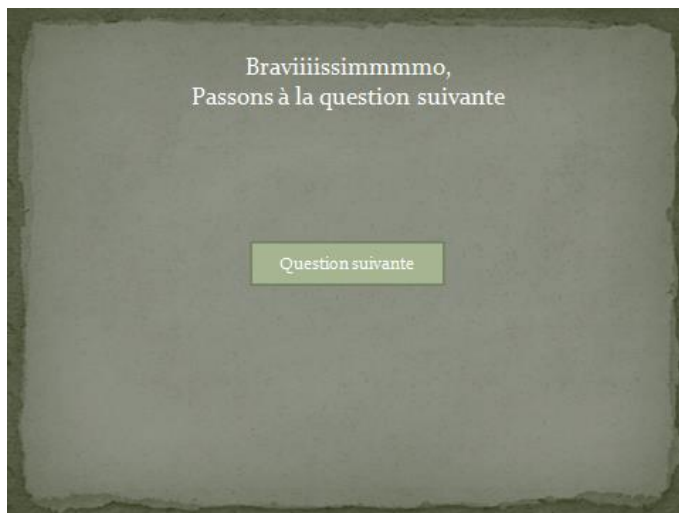 Braviiiissimmmmo,
Passons à la question suivante
Question suivante